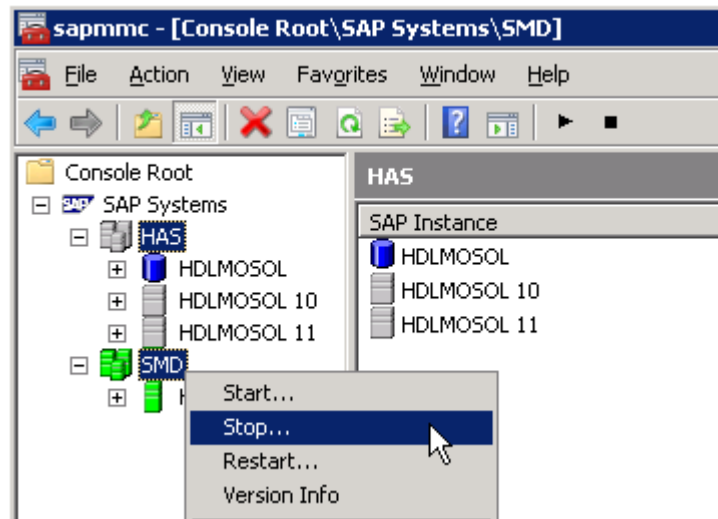 sapmmc - [Console Root\SAP Systems\SMD]
File Action View Favorites Window Help
Console Root
SAP Systems
HAS
HDLMOSOL
HDLMOSOL 10
HDLMOSOL 11
SMD
Start...
Stop...
Restart...
Version Info
HAS
SAP Instance
HDLMOSOL
HDLMOSOL 10
HDLMOSOL 11